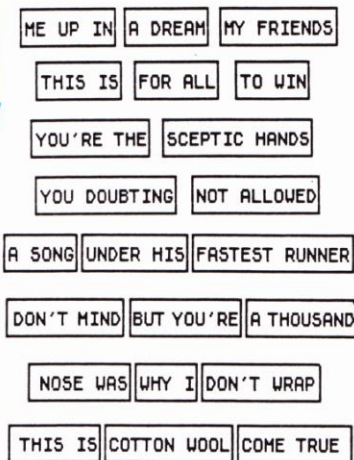 ME UP IN A DREAM MY FRIENDS
THIS IS FOR ALL TO WIN
YOU'RE THE SCEPTIC HANDS
YOU DOUBTING NOT ALLOWED
A SONG UNDER HIS FASTEST RUNNER
DON'T MIND BUT YOU'RE A THOUSAND
NOSE WAS WHY I DON'T WRAP
THIS IS COTTON WOOL COME TRUE